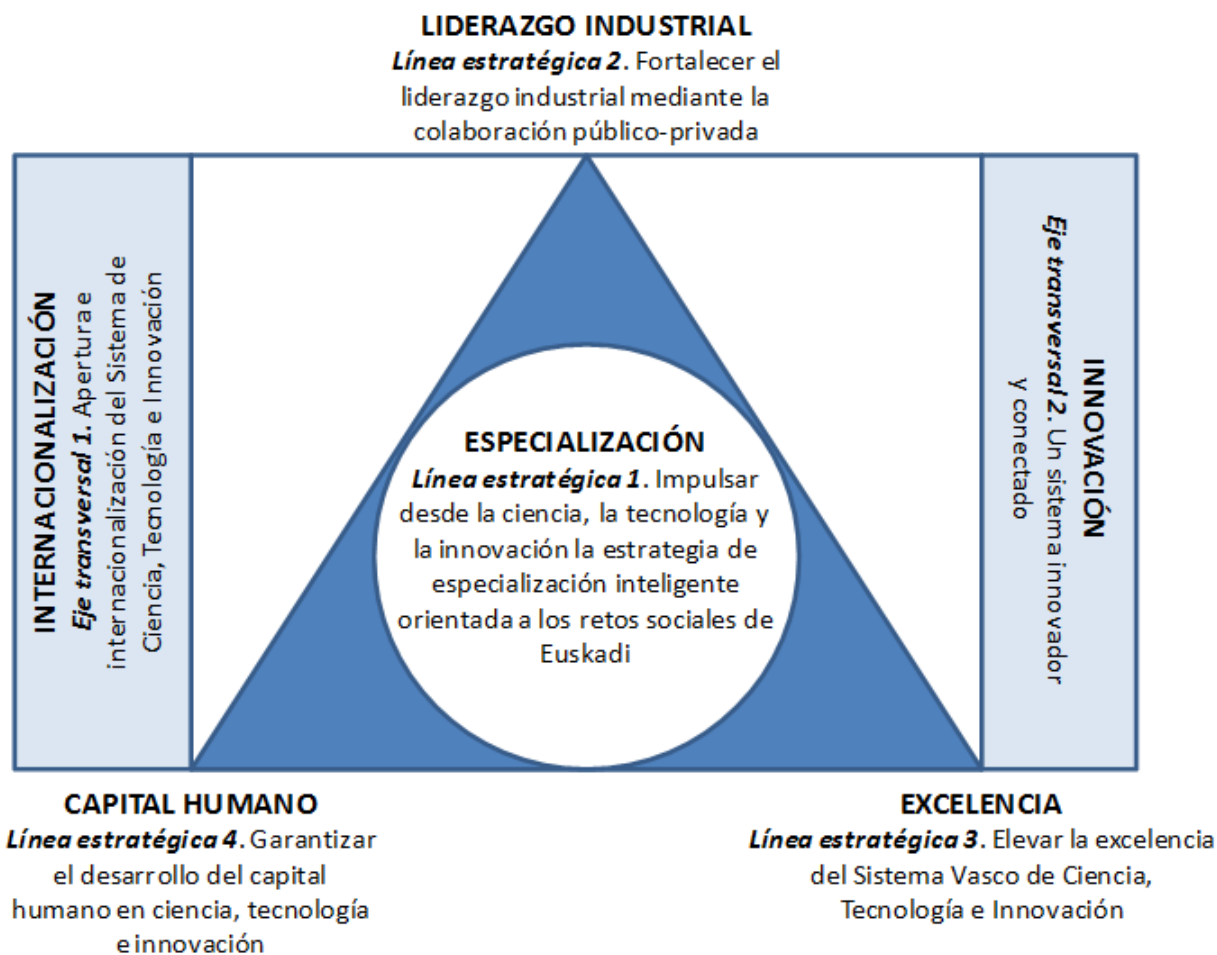 LIDERAZGO INDUSTRIAL
Línea estratégica 2. Fortalecer el
liderazgo industrial mediante la
colaboración público-privada
INTERNACIONALIZACIÓN
Eje transversal 1. Apertura e
internacionalización del Sistema de
Ciencia, Tecnología e Innovación
ESPECIALIZACIÓN
Línea estratégica 1. Impulsar
desde la ciencia, la tecnología y
la innovación la estrategia de
especialización inteligente
orientada a los retos sociales de
Euskadi
INNOVACIÓN
Eje transversal 2. Un sistema innovador
y conectado
CAPITAL HUMANO
Línea estratégica 4. Garantizar
el desarrollo del capital
humano en ciencia, tecnología
e innovación
EXCELENCIA
Línea estratégica 3. Elevar la excelencia
del Sistema Vasco de Ciencia,
Tecnología e Innovación